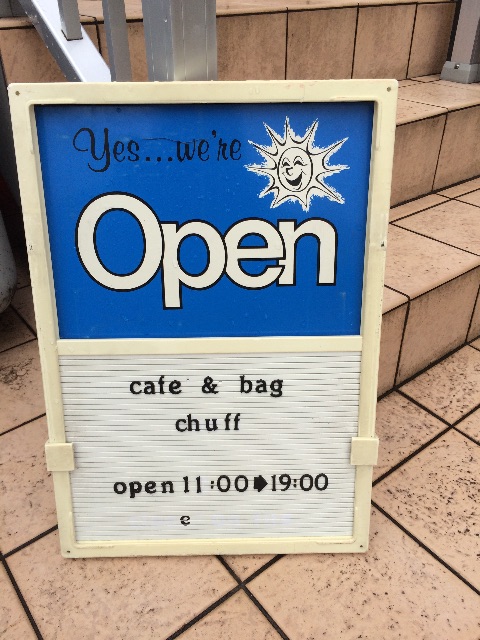 Yes...we're
Open
cafe & bag
chuff
open 11:00➡19:00
e